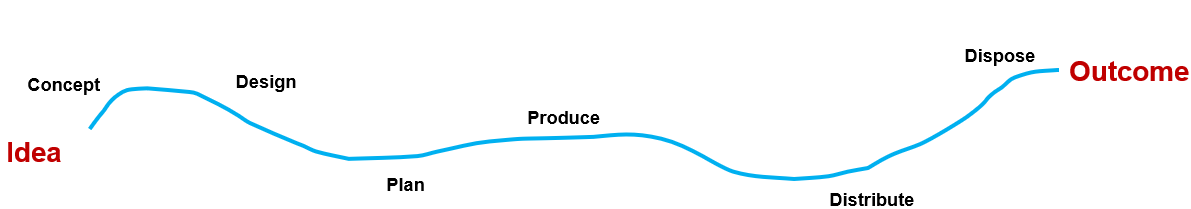 Idea
Concept
Design
Plan
Produce
Distribute
Dispose
Outcome